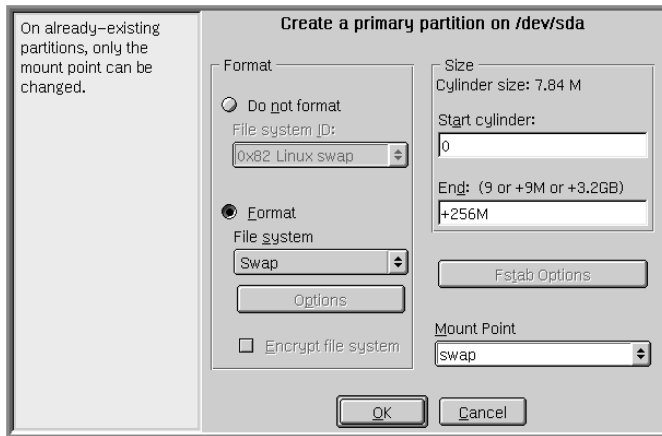 On already-existing
partitions, only the
mount point can be
changed.
Create a primary partition on /dev/sda
Format
Do not format
File system ID:
0x82 Linux swap
Format
File system
Swap
Options
Encrypt file system
Size
Cylinder size: 7.84 M
Start cylinder:
0
End: (9 or +9M or +3.2GB)
+256M
Fstab Options
Mount Point
swap
OK
Cancel